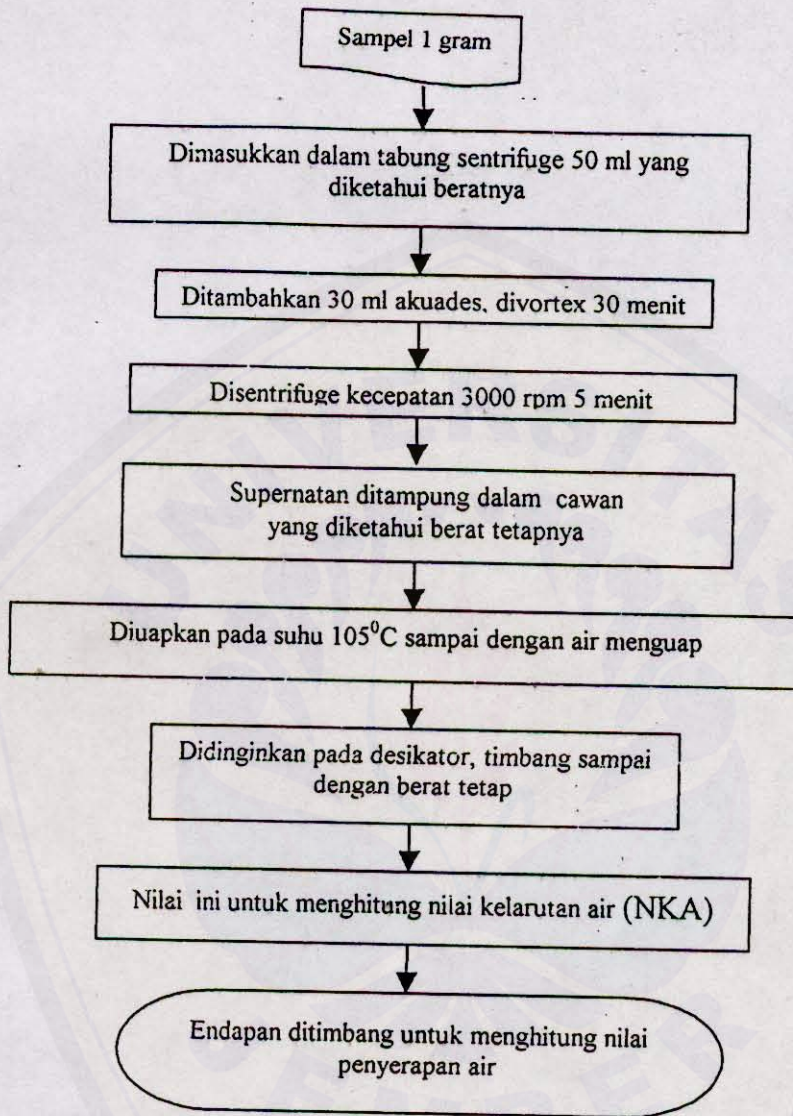 Sampel 1 gram
Dimasukkan dalam tabung sentrifuge 50 ml yang
diketahui beratnya
Ditambahkan 30 ml akuades, divortex 30 menit
Disentrifuge kecepatan 3000 rpm 5 menit
Supernatan ditampung dalam cawan
yang diketahui berat tetapnya
Diuapkan pada suhu 105⁰C sampai dengan air menguap
Didinginkan pada desikator, timbang sampai
dengan berat tetap
Nilai ini untuk menghitung nilai kelarutan air (NKA)
Endapan ditimbang untuk menghitung nilai
penyerapan air
UNIVERSITAS
JEMBER